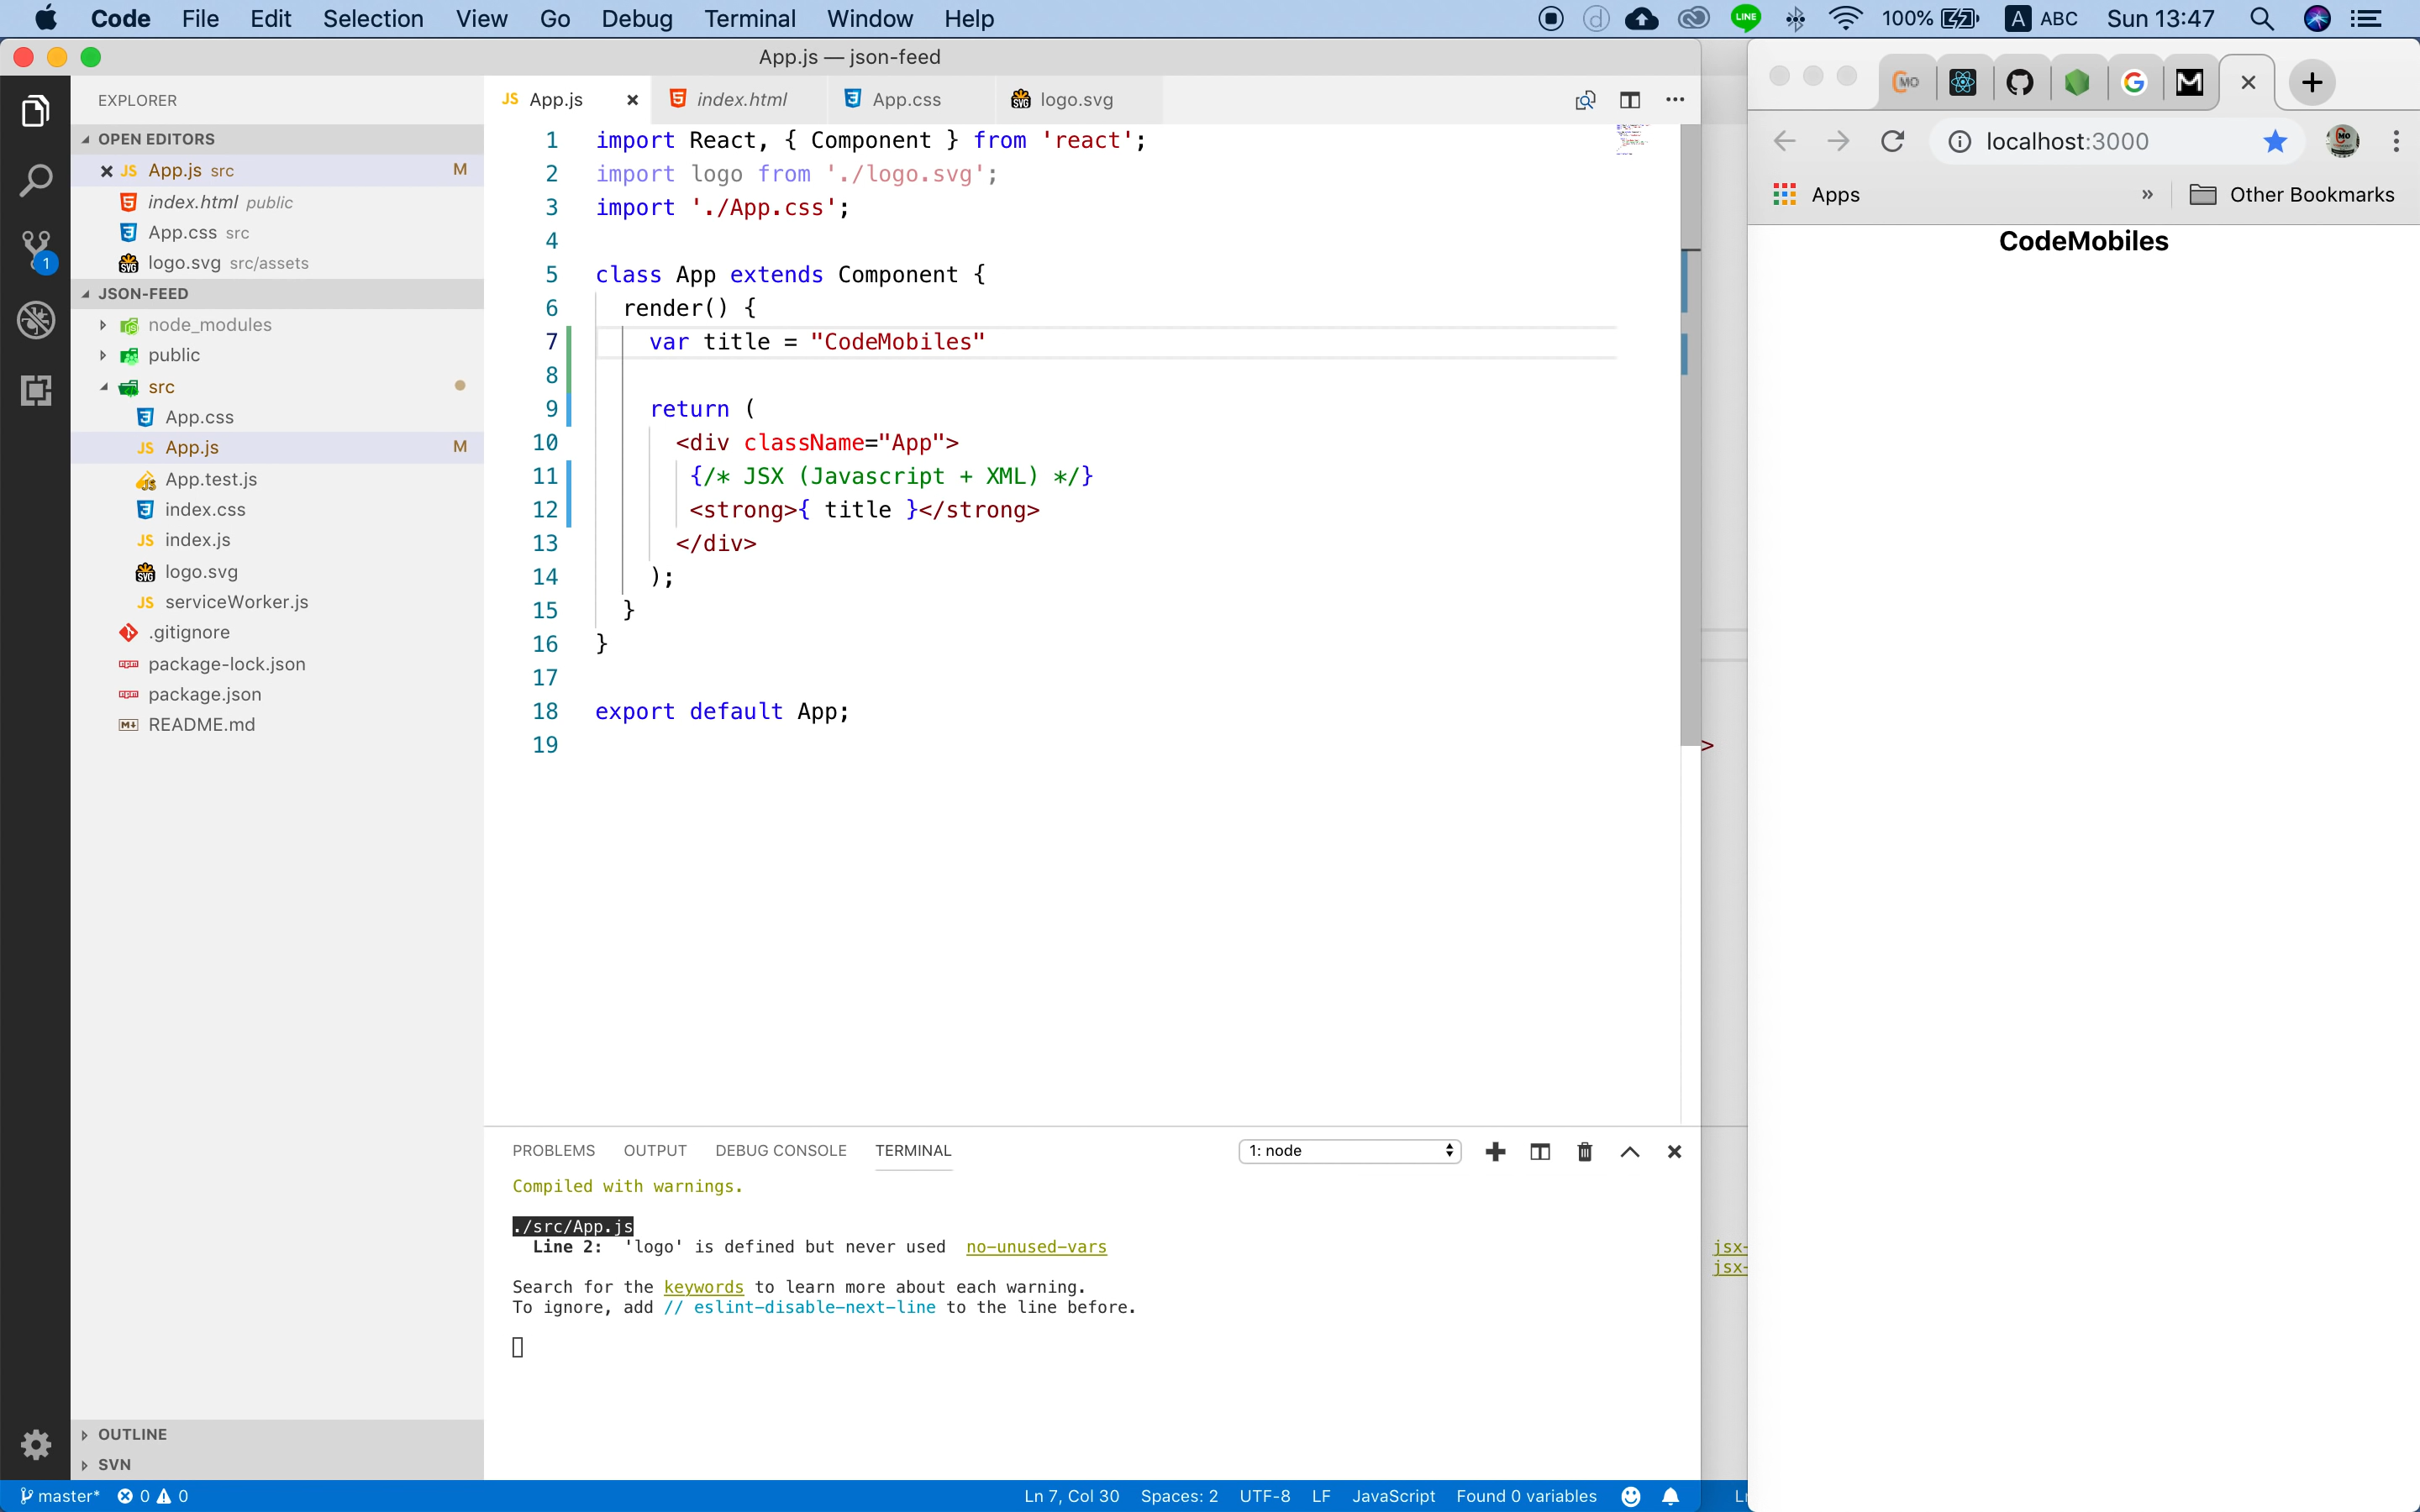 Code File Edit Selection View Go Debug Terminal Window Help
LINE 100% A ABC Sun 13:47
App.js — json-feed
EXPLORER
OPEN EDITORS
JS App.js src M
index.html public
App.css src
SVG logo.svg src/assets
JSON-FEED
node_modules
public
src
App.css
JS App.js M
App.test.js
index.css
JS index.js
SVG logo.svg
JS serviceWorker.js
.gitignore
npm package-lock.json
npm package.json
README.md
OUTLINE
SVN
1
JS App.js index.html App.css SVG logo.svg
1 import React, { Component } from 'react';
2 import logo from './logo.svg';
3 import './App.css';
4
5 class App extends Component {
6 render() {
7 var title = "CodeMobiles"
8
9 return (
10 <div className="App">
11 {/* JSX (Javascript + XML) */}
12 <strong>{ title }</strong>
13 </div>
14 );
15 }
16 }
17
18 export default App;
19
>
PROBLEMS OUTPUT DEBUG CONSOLE TERMINAL 1: node
Compiled with warnings.
./src/App.js
Line 2: 'logo' is defined but never used no-unused-vars
Search for the keywords to learn more about each warning.
To ignore, add // eslint-disable-next-line to the line before.
jsx-
jsx-
master* 0 0 Ln 7, Col 30 Spaces: 2 UTF-8 LF JavaScript Found 0 variables
localhost:3000
Apps » Other Bookmarks
CodeMobiles